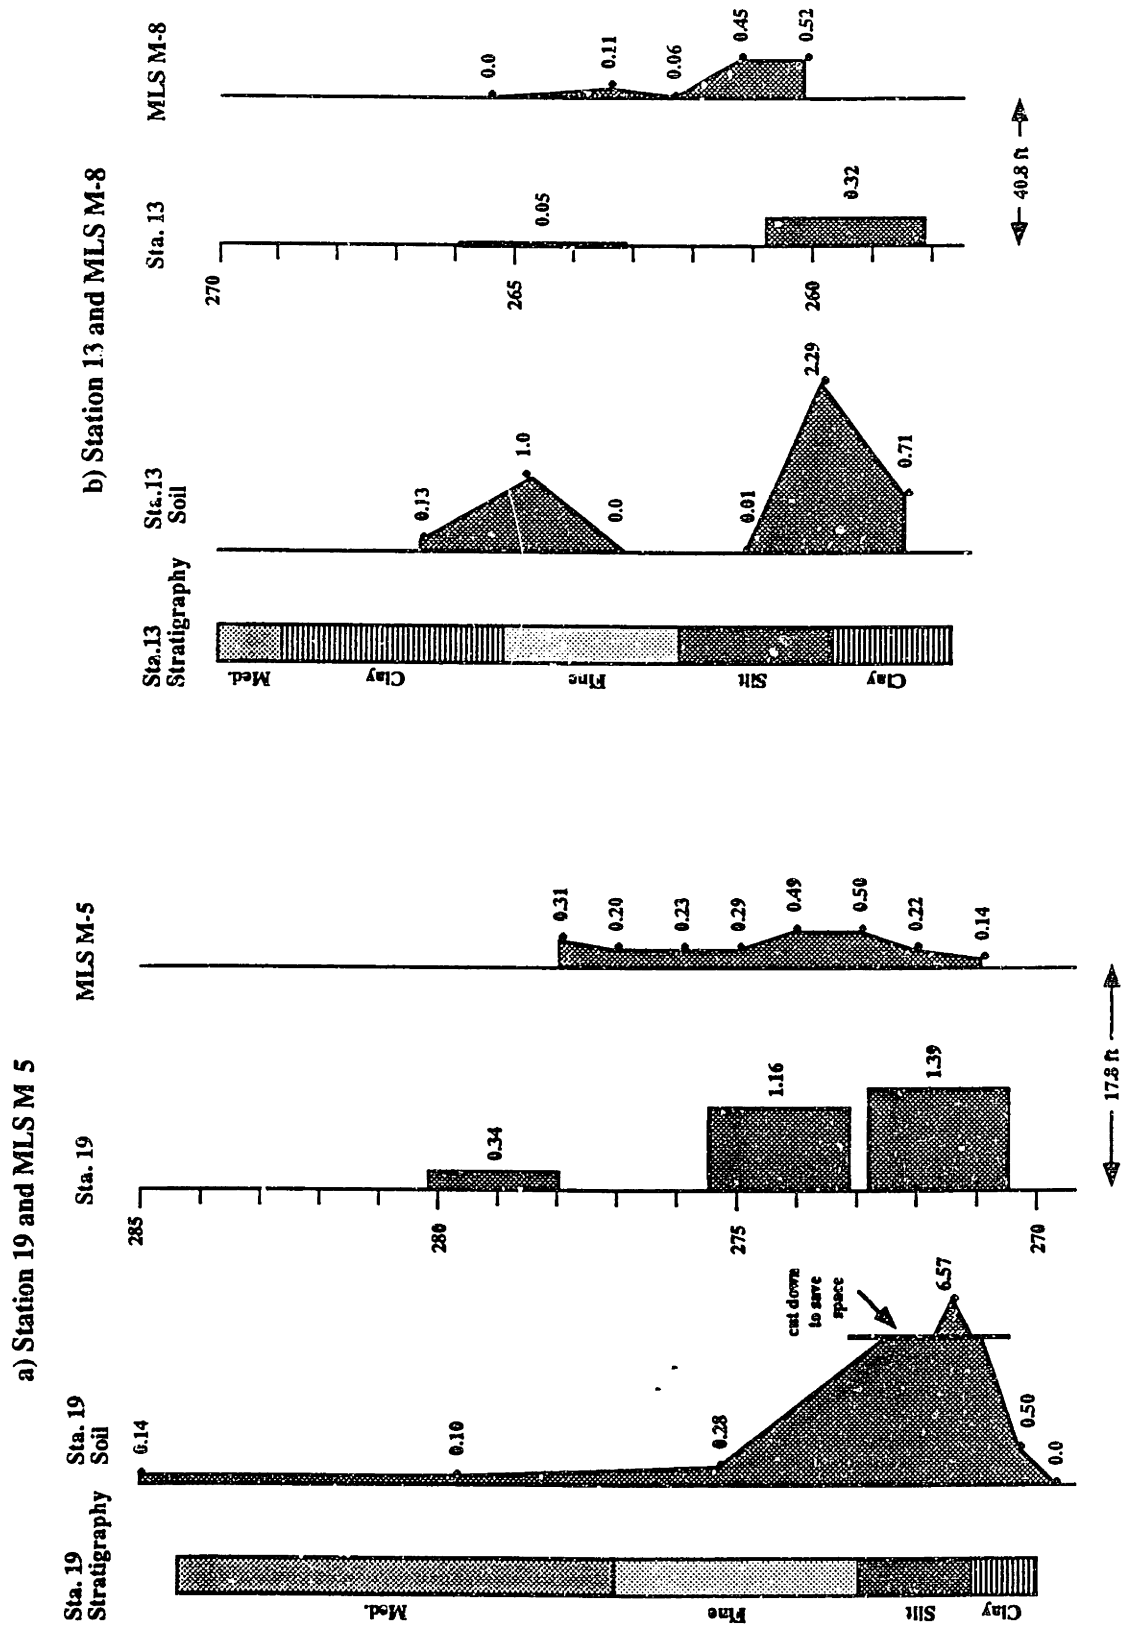 a) Station 19 and MLS M 5
Sta. 19
Stratigraphy
Sta. 19
Soil
Sta. 19
MLS M-5
Med.
Fine
Silt
Clay
0.14
0.10
0.28
cut down
to save
space
6.57
0.50
0.0
285
280
275
270
0.34
1.16
1.39
0.31
0.20
0.23
0.29
0.49
0.50
0.22
0.14
17.8 ft
b) Station 13 and MLS M-8
Sta.13
Stratigraphy
Sta.13
Soil
Sta. 13
MLS M-8
Med.
Clay
Fine
Silt
Clay
0.13
1.0
0.0
0.01
2.29
0.71
270
265
260
0.05
0.32
0.0
0.11
0.06
0.45
0.52
40.8 ft